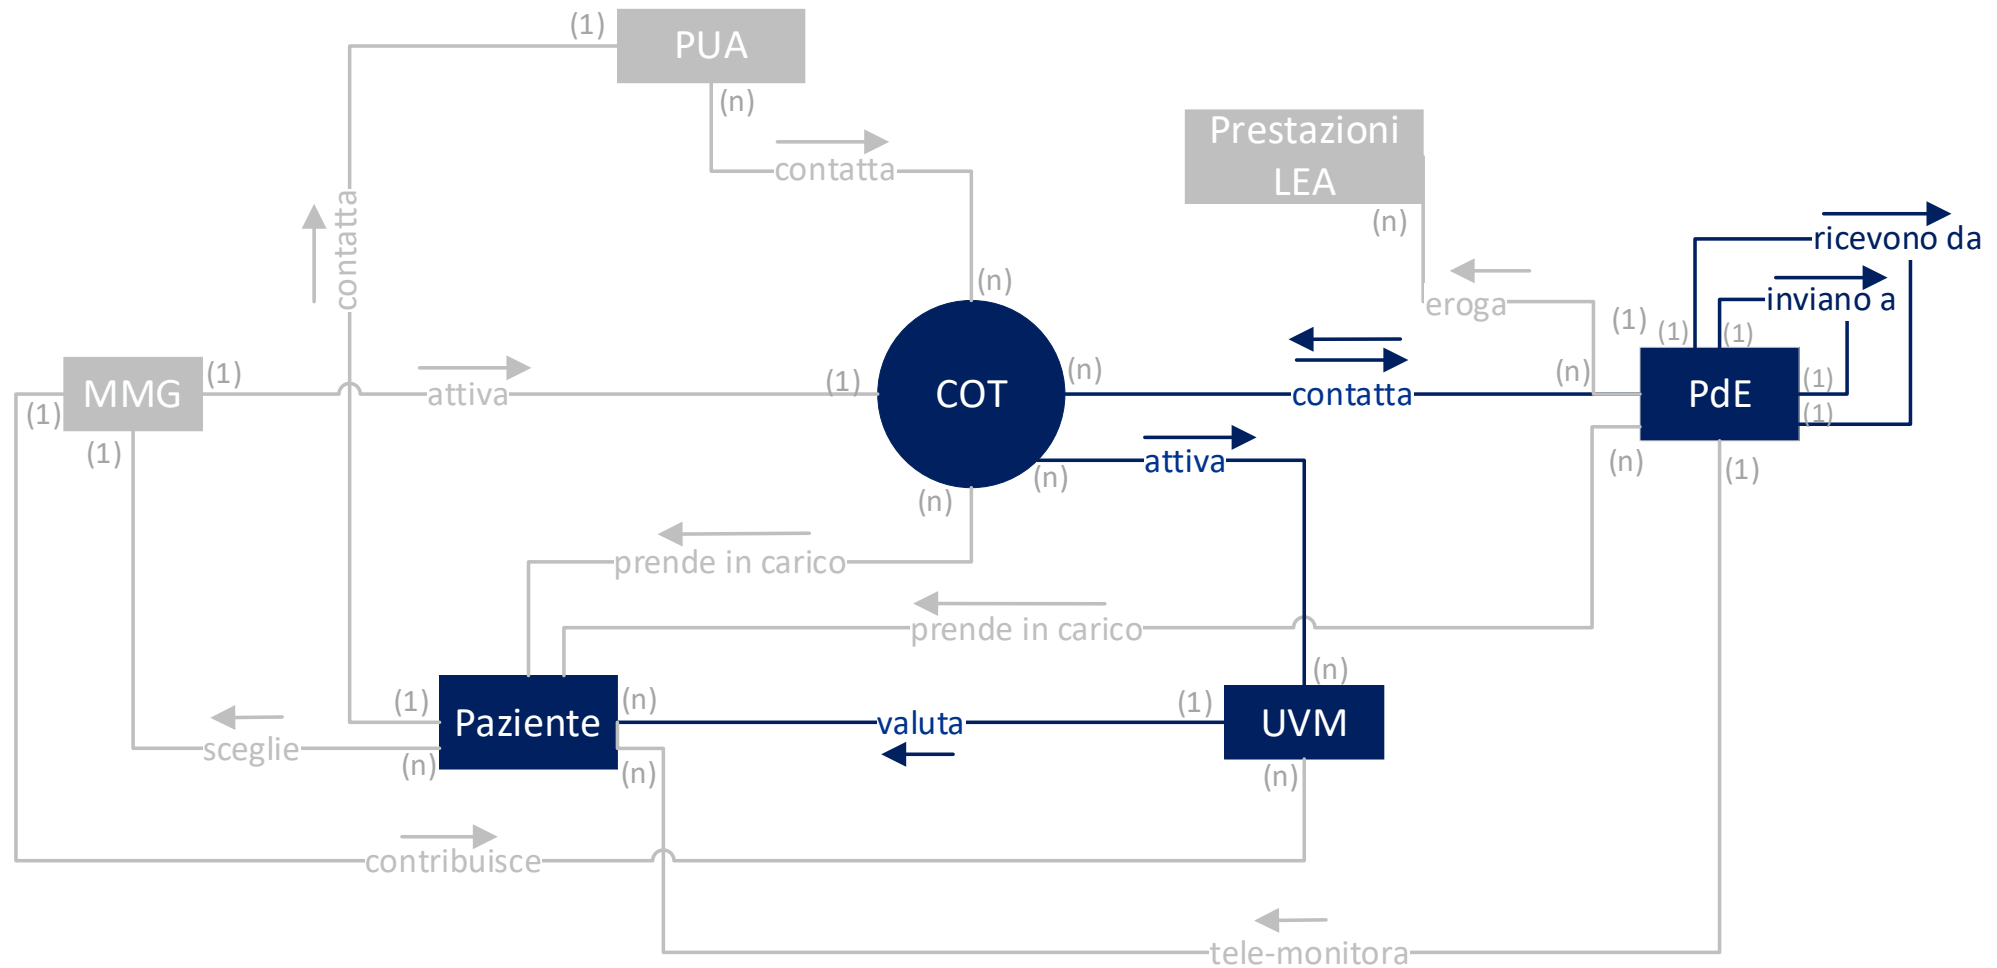 (1)
PUA
(n)
contatta
Prestazioni
LEA
(n)
contatta
ricevono da
inviano a
(n)
eroga
(1)
(1)
(1)
MMG
(1)
attiva
(1)
COT
(n)
contatta
(n)
PdE
(1)
(1)
(1)
(1)
attiva
(n)
(n)
(1)
(n)
prende in carico
prende in carico
(n)
(1)
Paziente
(n)
valuta
(1)
UVM
sceglie
(n)
(n)
(n)
contribuisce
tele-monitora